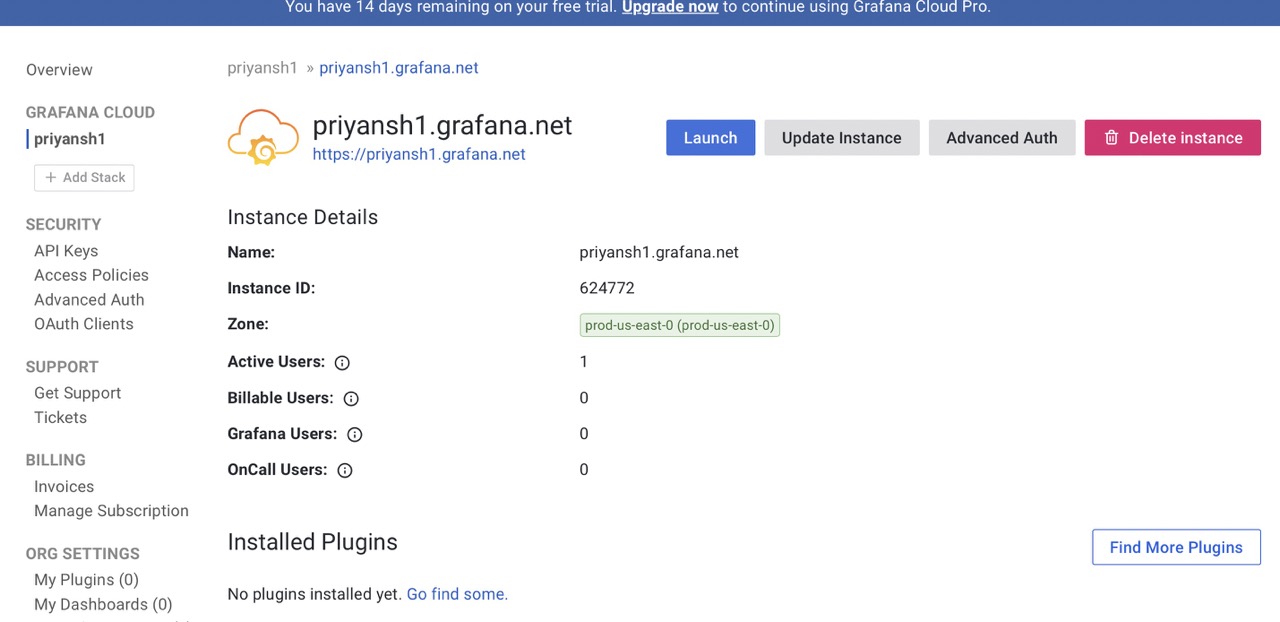 You have 14 days remaining on your free trial. Upgrade now to continue using Grafana Cloud Pro.
Overview
GRAFANA CLOUD
priyansh1
+ Add Stack
SECURITY
API Keys
Access Policies
Advanced Auth
OAuth Clients
SUPPORT
Get Support
Tickets
BILLING
Invoices
Manage Subscription
ORG SETTINGS
My Plugins (0)
My Dashboards (0)
priyansh1 » priyansh1.grafana.net
priyansh1.grafana.net
https://priyansh1.grafana.net
Launch
Update Instance
Advanced Auth
Delete instance
Instance Details
Name: priyansh1.grafana.net
Instance ID: 624772
Zone: prod-us-east-0 (prod-us-east-0)
Active Users: 1
Billable Users: 0
Grafana Users: 0
OnCall Users: 0
Installed Plugins
Find More Plugins
No plugins installed yet. Go find some.